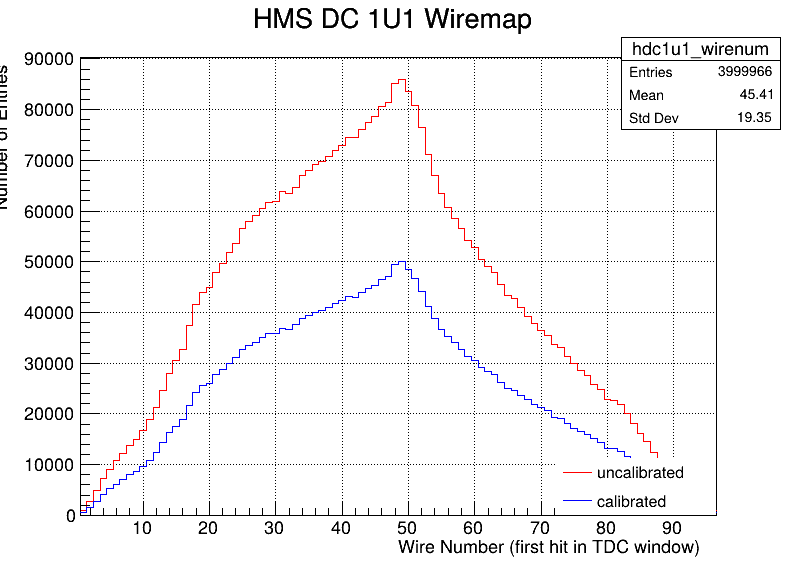 HMS DC 1U1 Wiremap
hdc1u1_wirenum
Entries 3999966
Mean 45.41
Std Dev 19.35
Number of Entries
90000
80000
70000
60000
50000
40000
30000
20000
10000
0
uncalibrated
calibrated
10 20 30 40 50 60 70 80 90
Wire Number (first hit in TDC window)